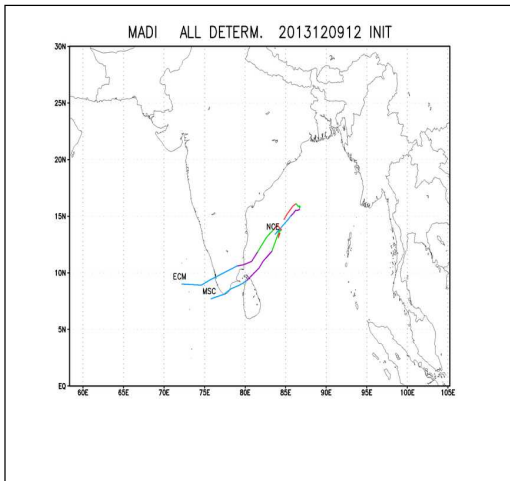 MADI ALL DETERM. 2013120912 INIT
30N
25N
20N
15N
NCE
10N
ECM
MSC
5N
EQ
60E 65E 70E 75E 80E 85E 90E 95E 100E 105E